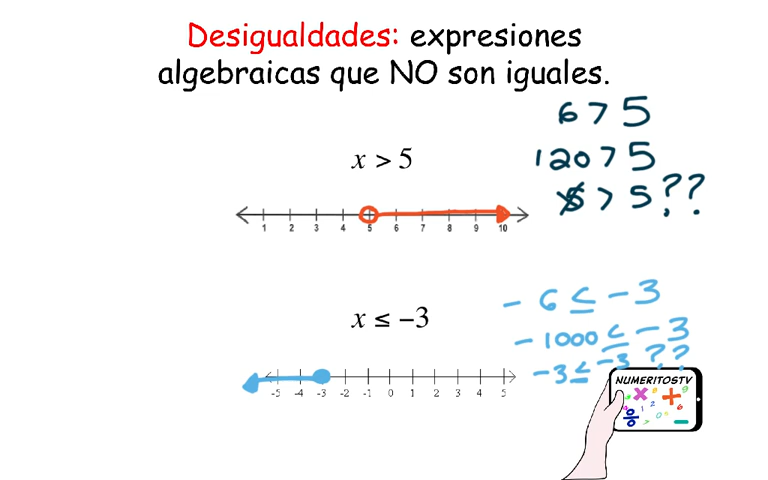 Desigualdades: expresiones
algebraicas que NO son iguales.
6 > 5
x > 5
120 > 5
5 > 5 ??
1 2 3 4 5 6 7 8 9 10
- 6 ≤ - 3
x ≤ −3
- 1000 ≤ - 3
- 3 ≤ - 3 ??
-5 -4 -3 -2 -1 0 1 2 3 4 5
NUMERITOSTV